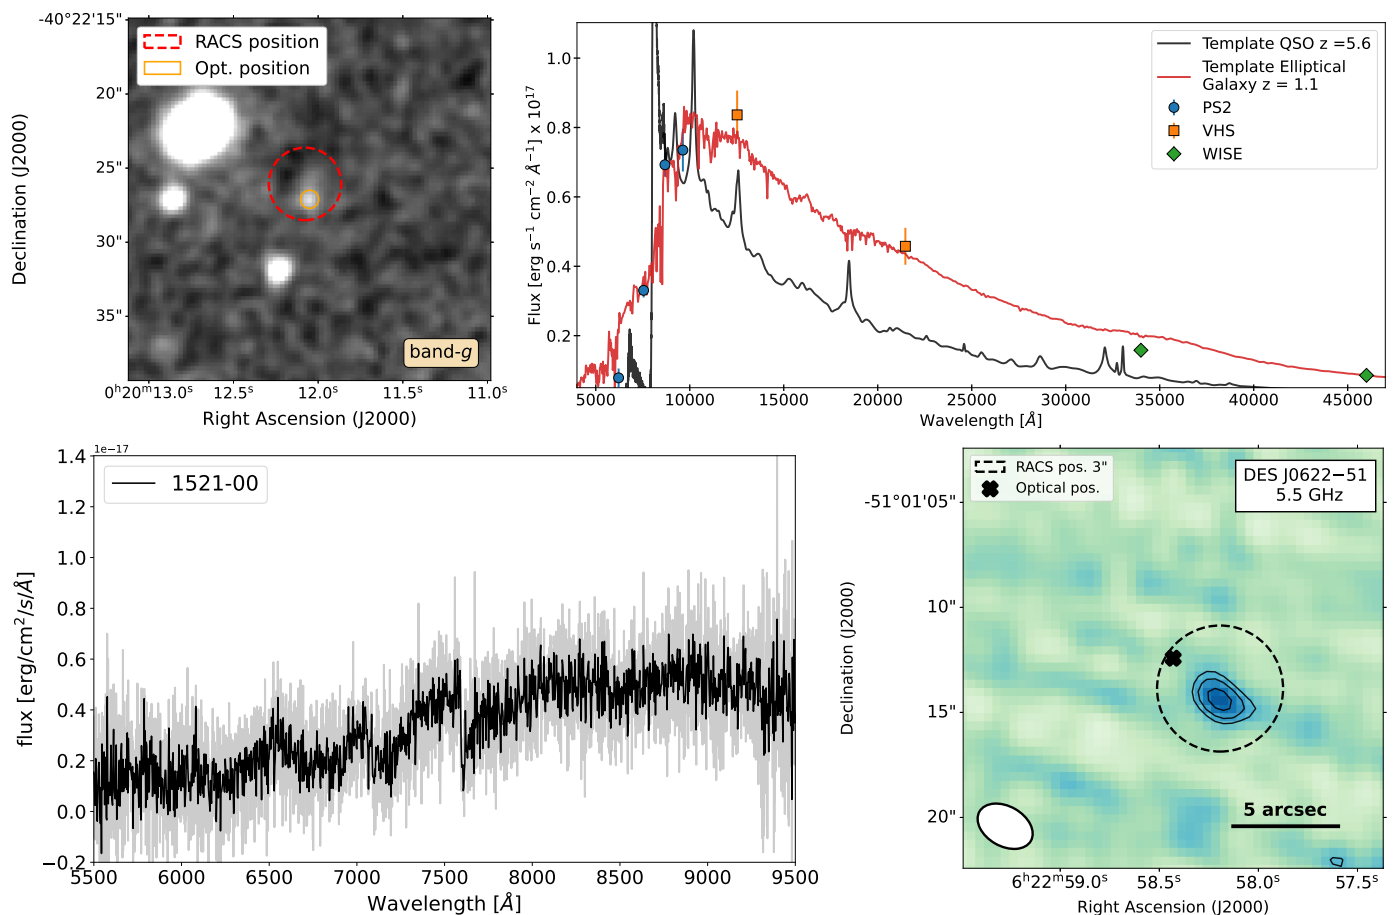 -40°22'15"
20"
25"
30"
35"
Declination (J2000)
RACS position
Opt. position
band-g
0ʰ20ᵐ13.0ˢ 12.5ˢ 12.0ˢ 11.5ˢ 11.0ˢ
Right Ascension (J2000)
Flux [erg s⁻¹ cm⁻² Å⁻¹] x 10¹⁷
1.0
0.8
0.6
0.4
0.2
Template QSO z =5.6
Template Elliptical
Galaxy z = 1.1
PS2
VHS
WISE
5000 10000 15000 20000 25000 30000 35000 40000 45000
Wavelength [Å]
1e−17
1.4
1.2
1.0
0.8
0.6
0.4
0.2
0.0
−0.2
flux [erg/cm²/s/Å]
1521-00
5500 6000 6500 7000 7500 8000 8500 9000 9500
Wavelength [Å]
-51°01'05"
10"
15"
20"
Declination (J2000)
RACS pos. 3"
Optical pos.
DES J0622−51
5.5 GHz
5 arcsec
6ʰ22ᵐ59.0ˢ 58.5ˢ 58.0ˢ 57.5ˢ
Right Ascension (J2000)